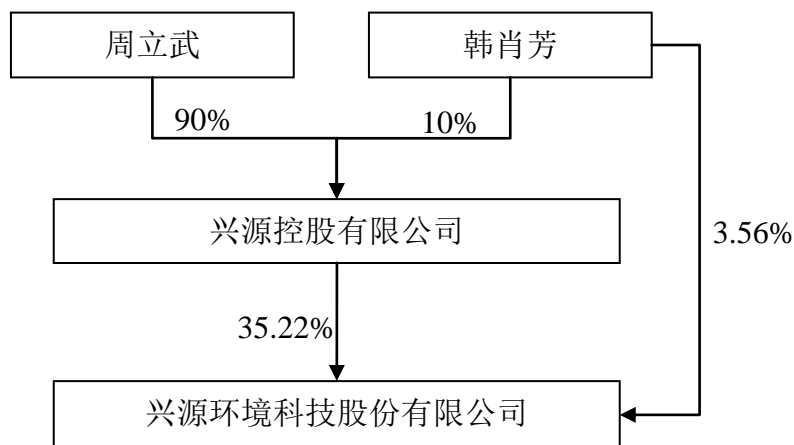 周立武
韩肖芳
90%
10%
兴源控股有限公司
3.56%
35.22%
兴源环境科技股份有限公司